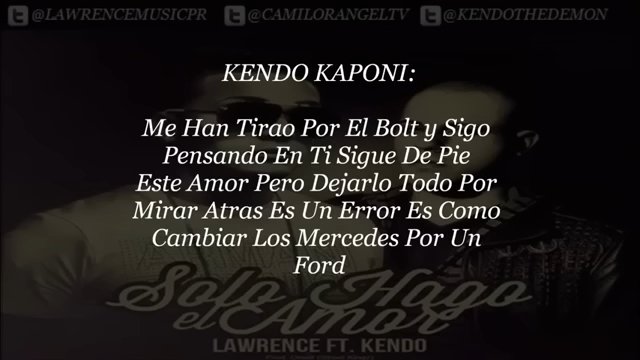 @LAWRENCEMUSICPR @CAMILORANGELTV @KENDOTHEDEMON
KENDO KAPONI:
Me Han Tirao Por El Bolt y Sigo
Pensando En Ti Sigue De Pie
Este Amor Pero Dejarlo Todo Por
Mirar Atras Es Un Error Es Como
Cambiar Los Mercedes Por Un
Ford
Solo Hago
el Amor
LAWRENCE FT. KENDO